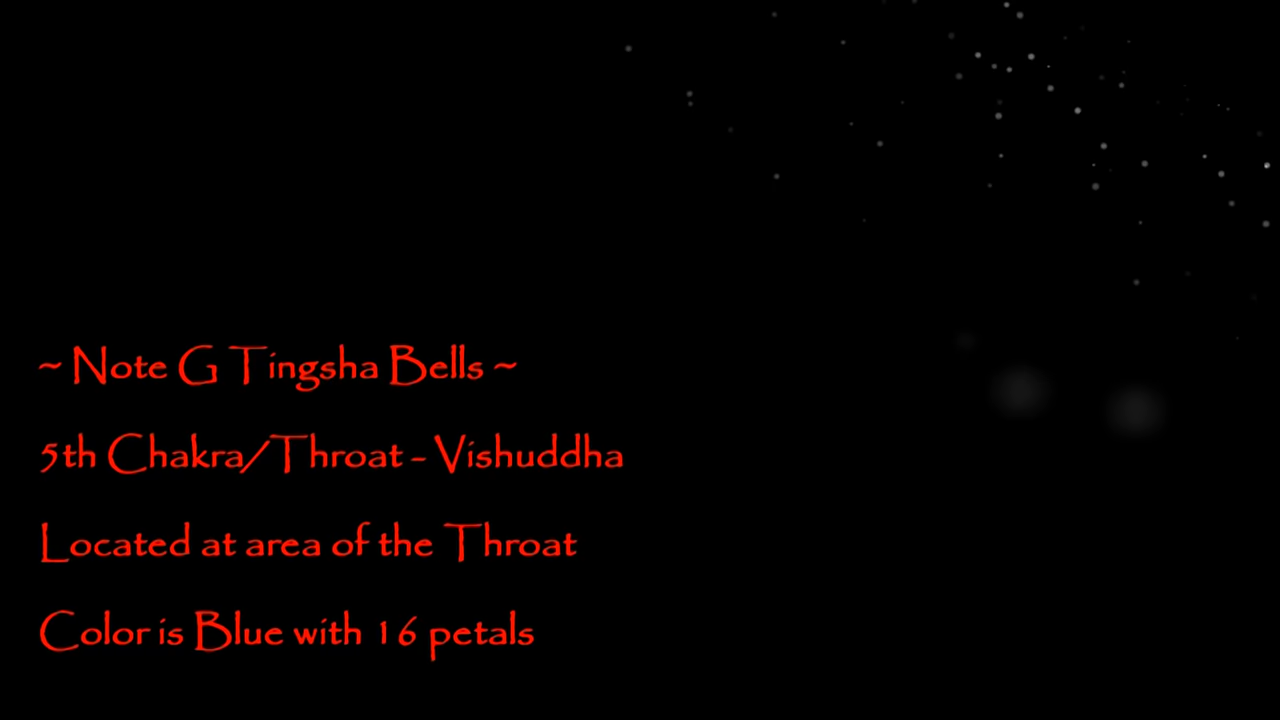 ~ Note G Tingsha Bells ~
5th Chakra/Throat - Vishuddha
Located at area of the Throat
Color is Blue with 16 petals